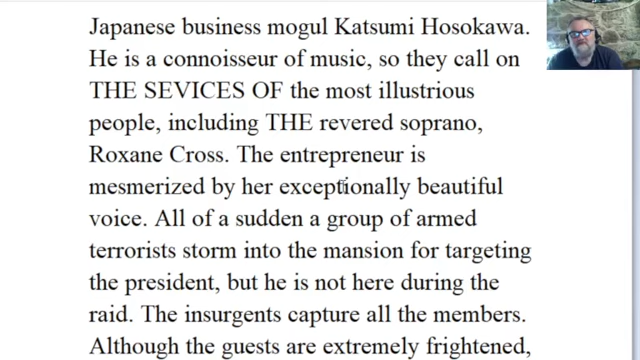 Japanese business mogul Katsumi Hosokawa.
He is a connoisseur of music, so they call on
THE SEVICES OF the most illustrious
people, including THE revered soprano,
Roxane Cross. The entrepreneur is
mesmerized by her exceptionally beautiful
voice. All of a sudden a group of armed
terrorists storm into the mansion for targeting
the president, but he is not here during the
raid. The insurgents capture all the members.
Although the guests are extremely frightened,